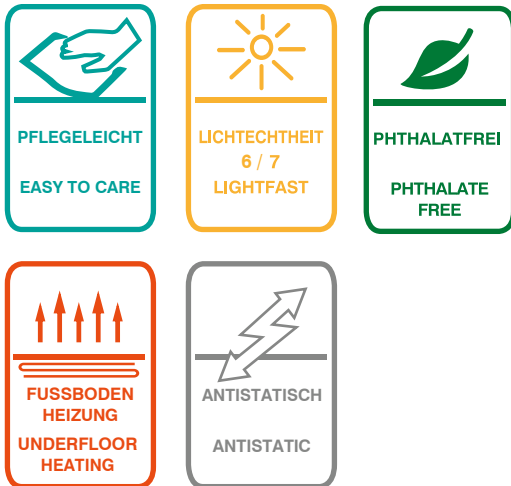 PFLEGELEICHT
EASY TO CARE
LICHTECHTHEIT
6 / 7
LIGHTFAST
PHTHALATFREI
PHTHALATE
FREE
FUSSBODEN
HEIZUNG
UNDERFLOOR
HEATING
ANTISTATISCH
ANTISTATIC